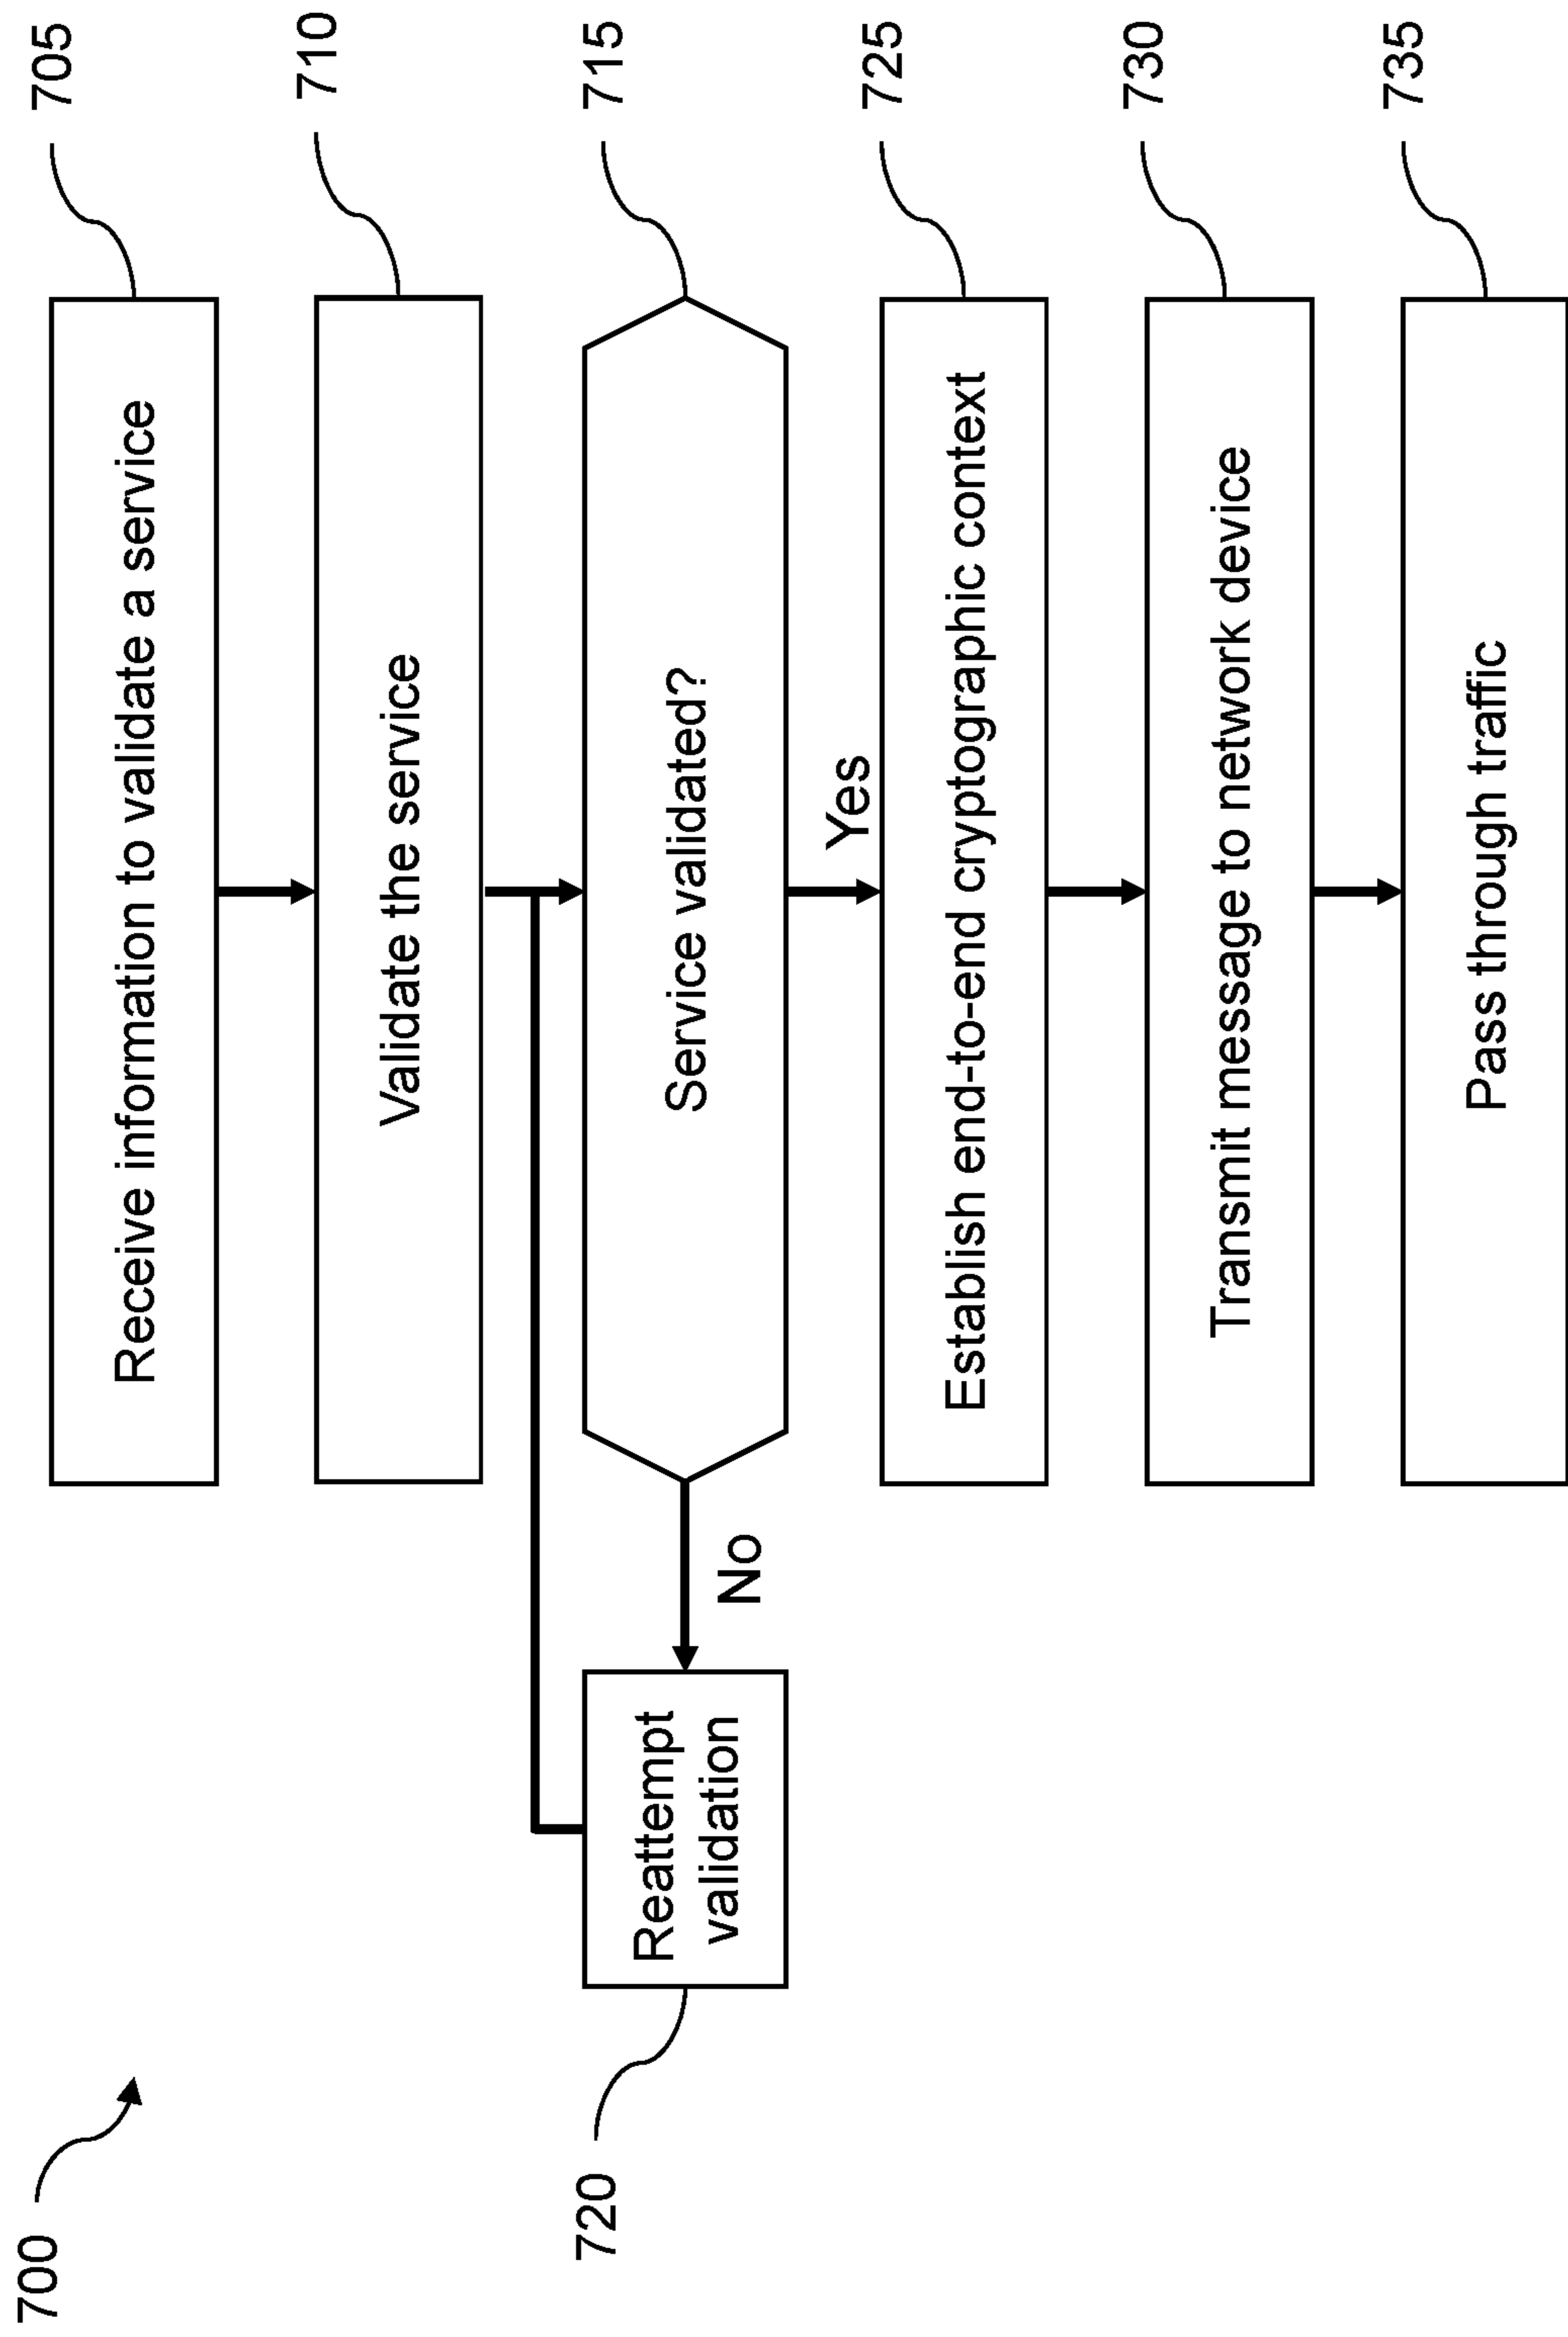 700
Receive information to validate a service
705
Validate the service
710
Service validated?
715
No
Reattempt
validation
720
Yes
Establish end-to-end cryptographic context
725
Transmit message to network device
730
Pass through traffic
735